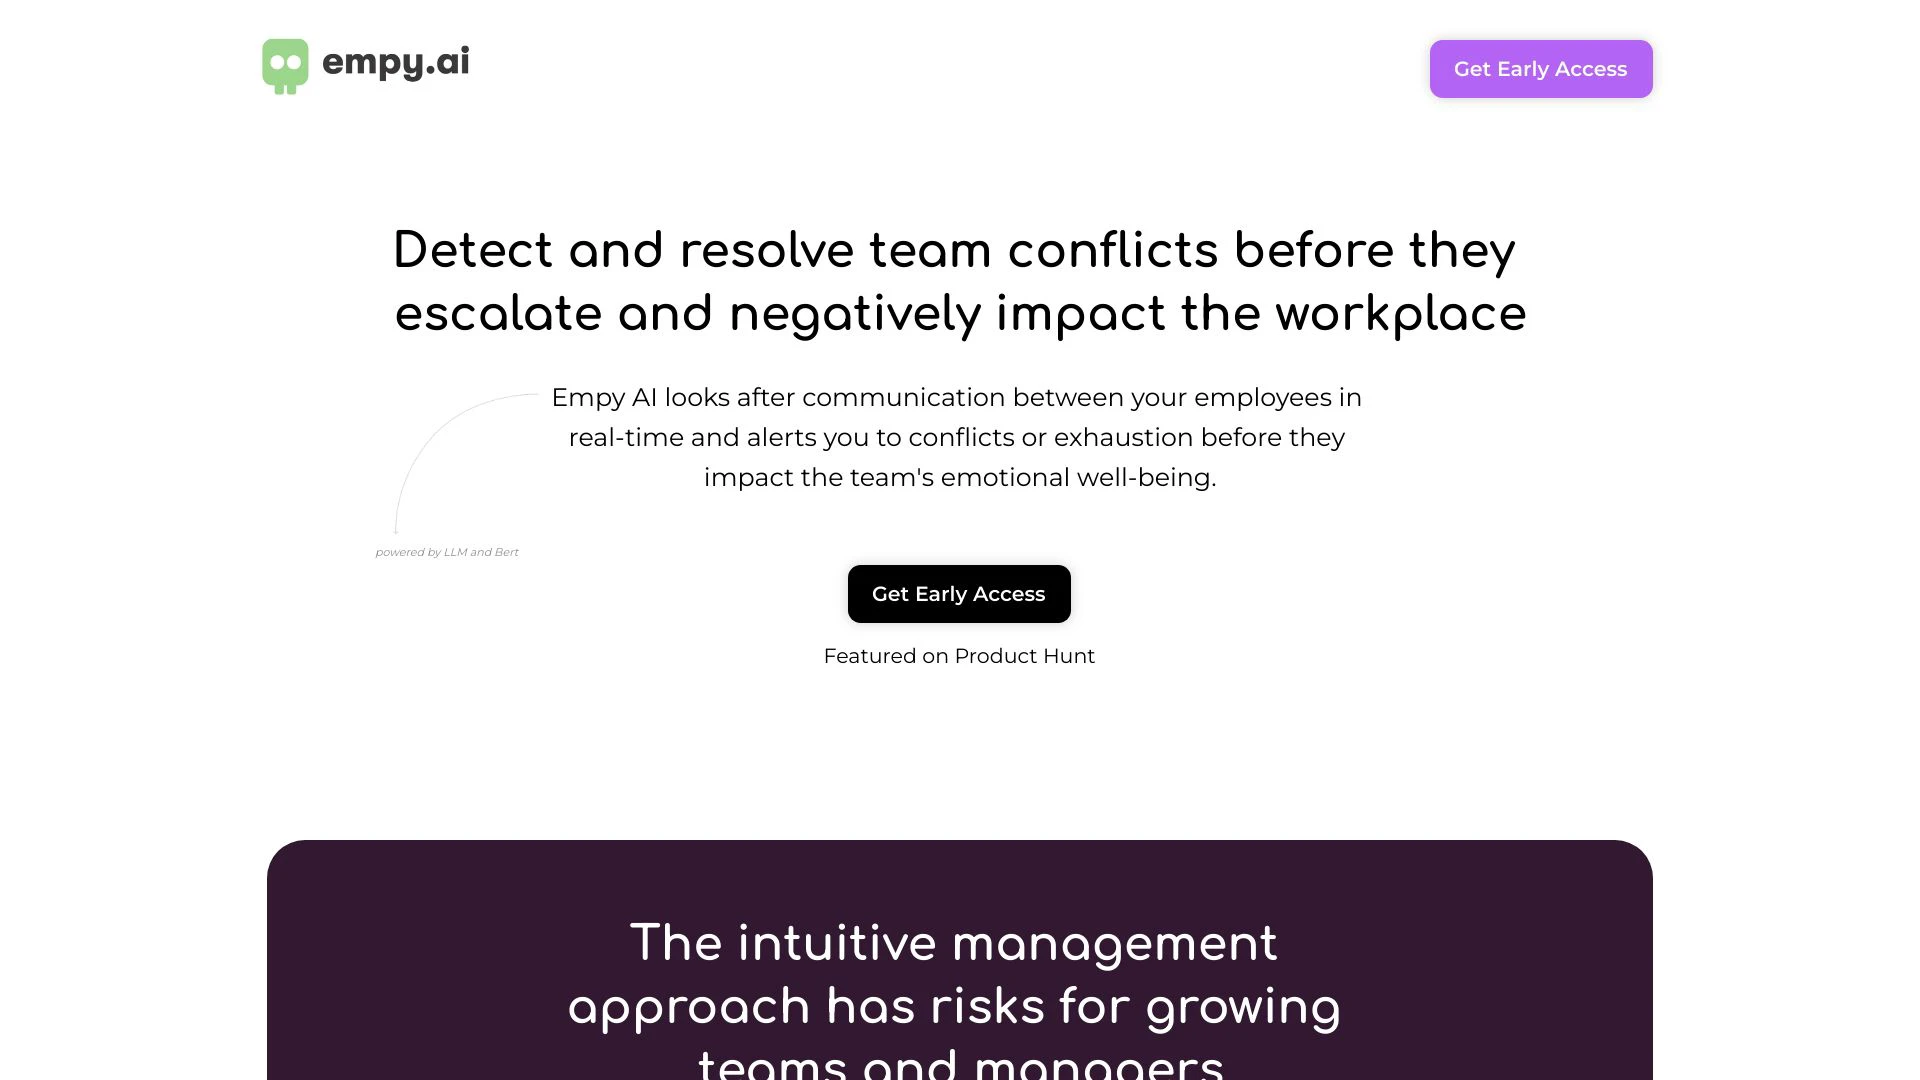 empy.ai
Get Early Access
Detect and resolve team conflicts before they
escalate and negatively impact the workplace
Empy AI looks after communication between your employees in
real-time and alerts you to conflicts or exhaustion before they
impact the team's emotional well-being.
powered by LLM and Bert
Get Early Access
Featured on Product Hunt
The intuitive management
approach has risks for growing
teams and managers